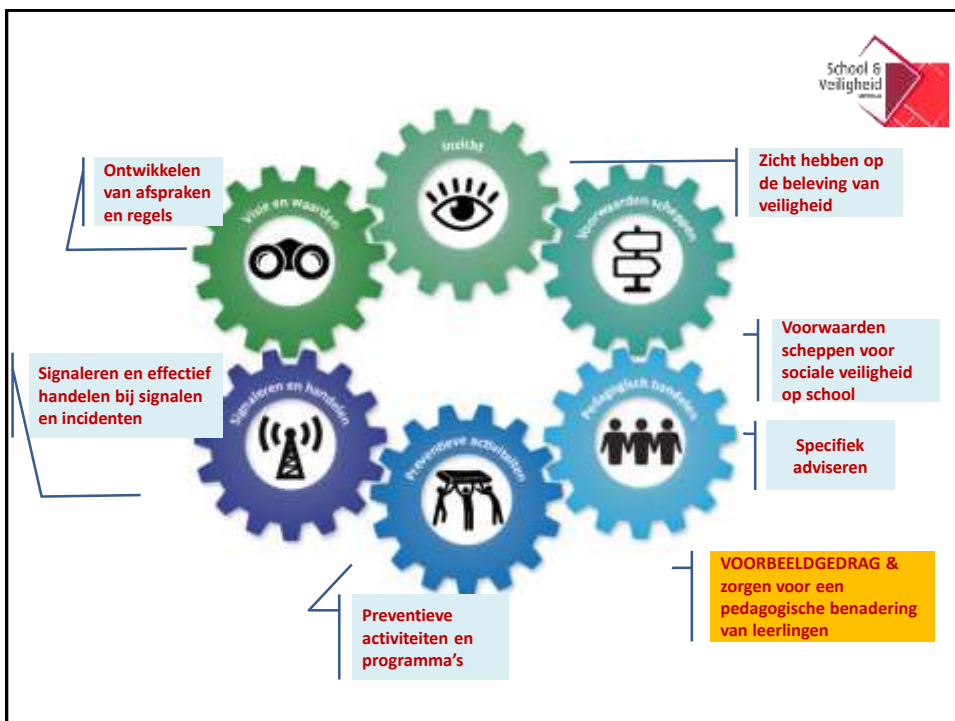 School &
Veiligheid
Inzicht
Ontwikkelen
van afspraken
en regels
Zicht hebben op
de beleving van
veiligheid
Visie en waarden
Voorwaarden scheppen
Voorwaarden
scheppen voor
sociale veiligheid
op school
Signaleren en effectief
handelen bij signalen
en incidenten
Signaleren en handelen
Pedagogisch handelen
Preventieve activiteiten
Specifiek
adviseren
VOORBEELDGEDRAG &
zorgen voor een
pedagogische benadering
van leerlingen
Preventieve
activiteiten en
programma’s